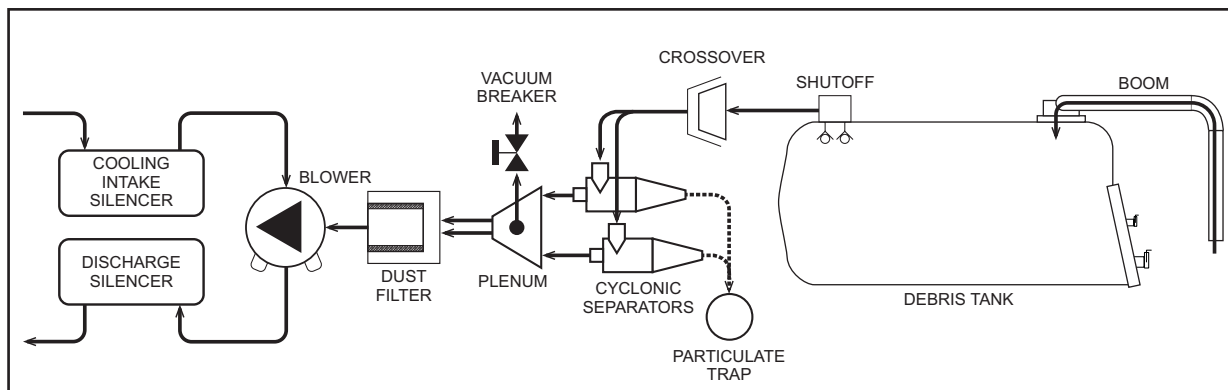 CROSSOVER
VACUUM
BREAKER
SHUTOFF
BOOM
COOLING
INTAKE
SILENCER
BLOWER
DISCHARGE
SILENCER
DUST
FILTER
PLENUM
CYCLONIC
SEPARATORS
DEBRIS TANK
PARTICULATE
TRAP